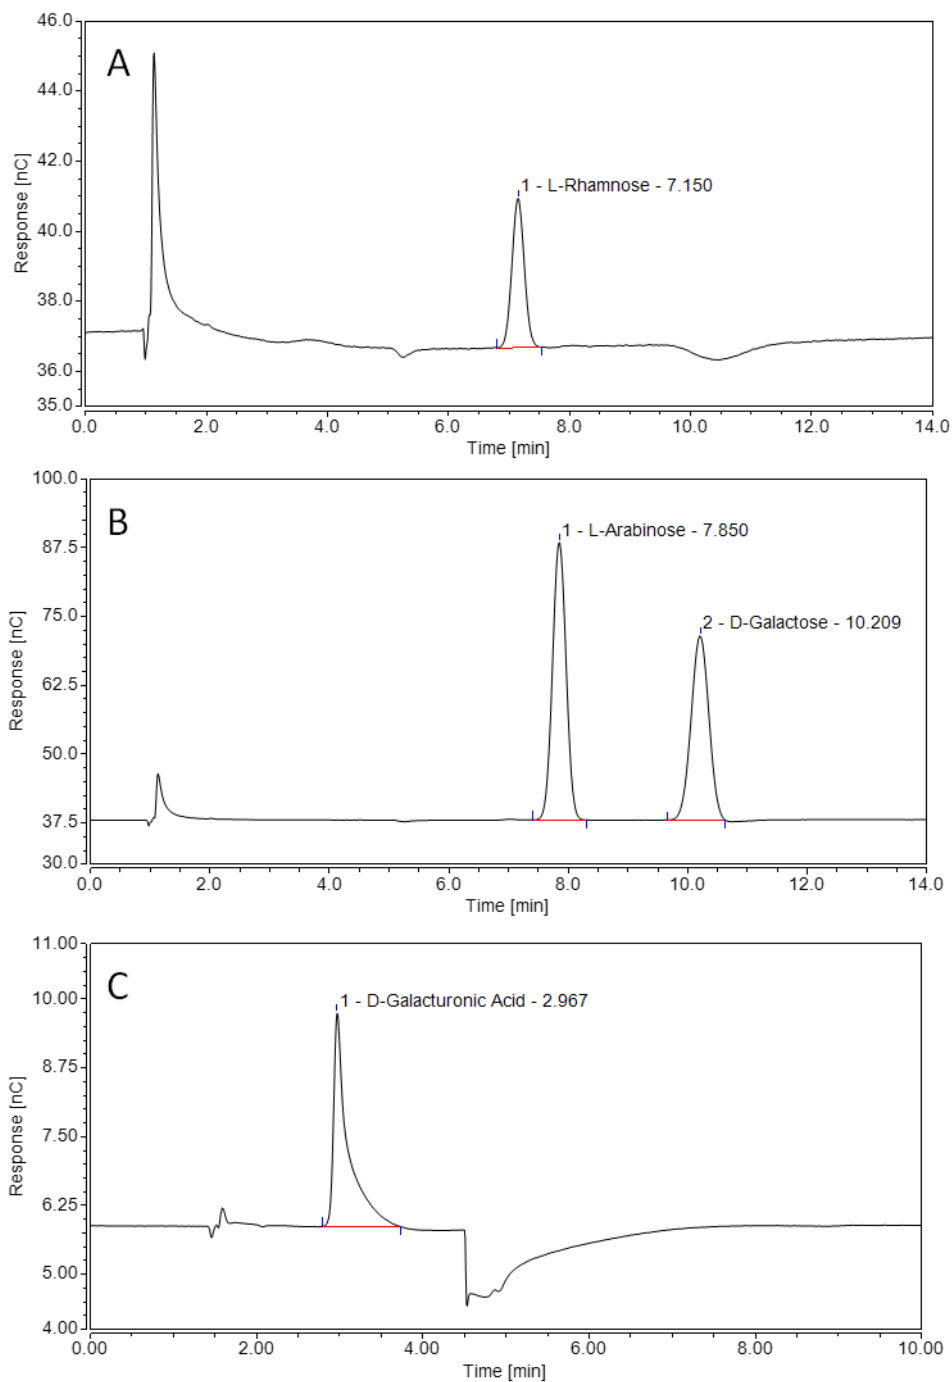 A
46.0
44.0
42.0
40.0
38.0
36.0
35.0
Response [nC]
1 - L-Rhamnose - 7.150
0.0 2.0 4.0 6.0 8.0 10.0 12.0 14.0
Time [min]
B
100.0
87.5
75.0
62.5
50.0
37.5
30.0
Response [nC]
1 - L-Arabinose - 7.850
2 - D-Galactose - 10.209
0.0 2.0 4.0 6.0 8.0 10.0 12.0 14.0
Time [min]
C
11.00
10.00
8.75
7.50
6.25
5.00
4.00
Response [nC]
1 - D-Galacturonic Acid - 2.967
0.00 2.00 4.00 6.00 8.00 10.00
Time [min]